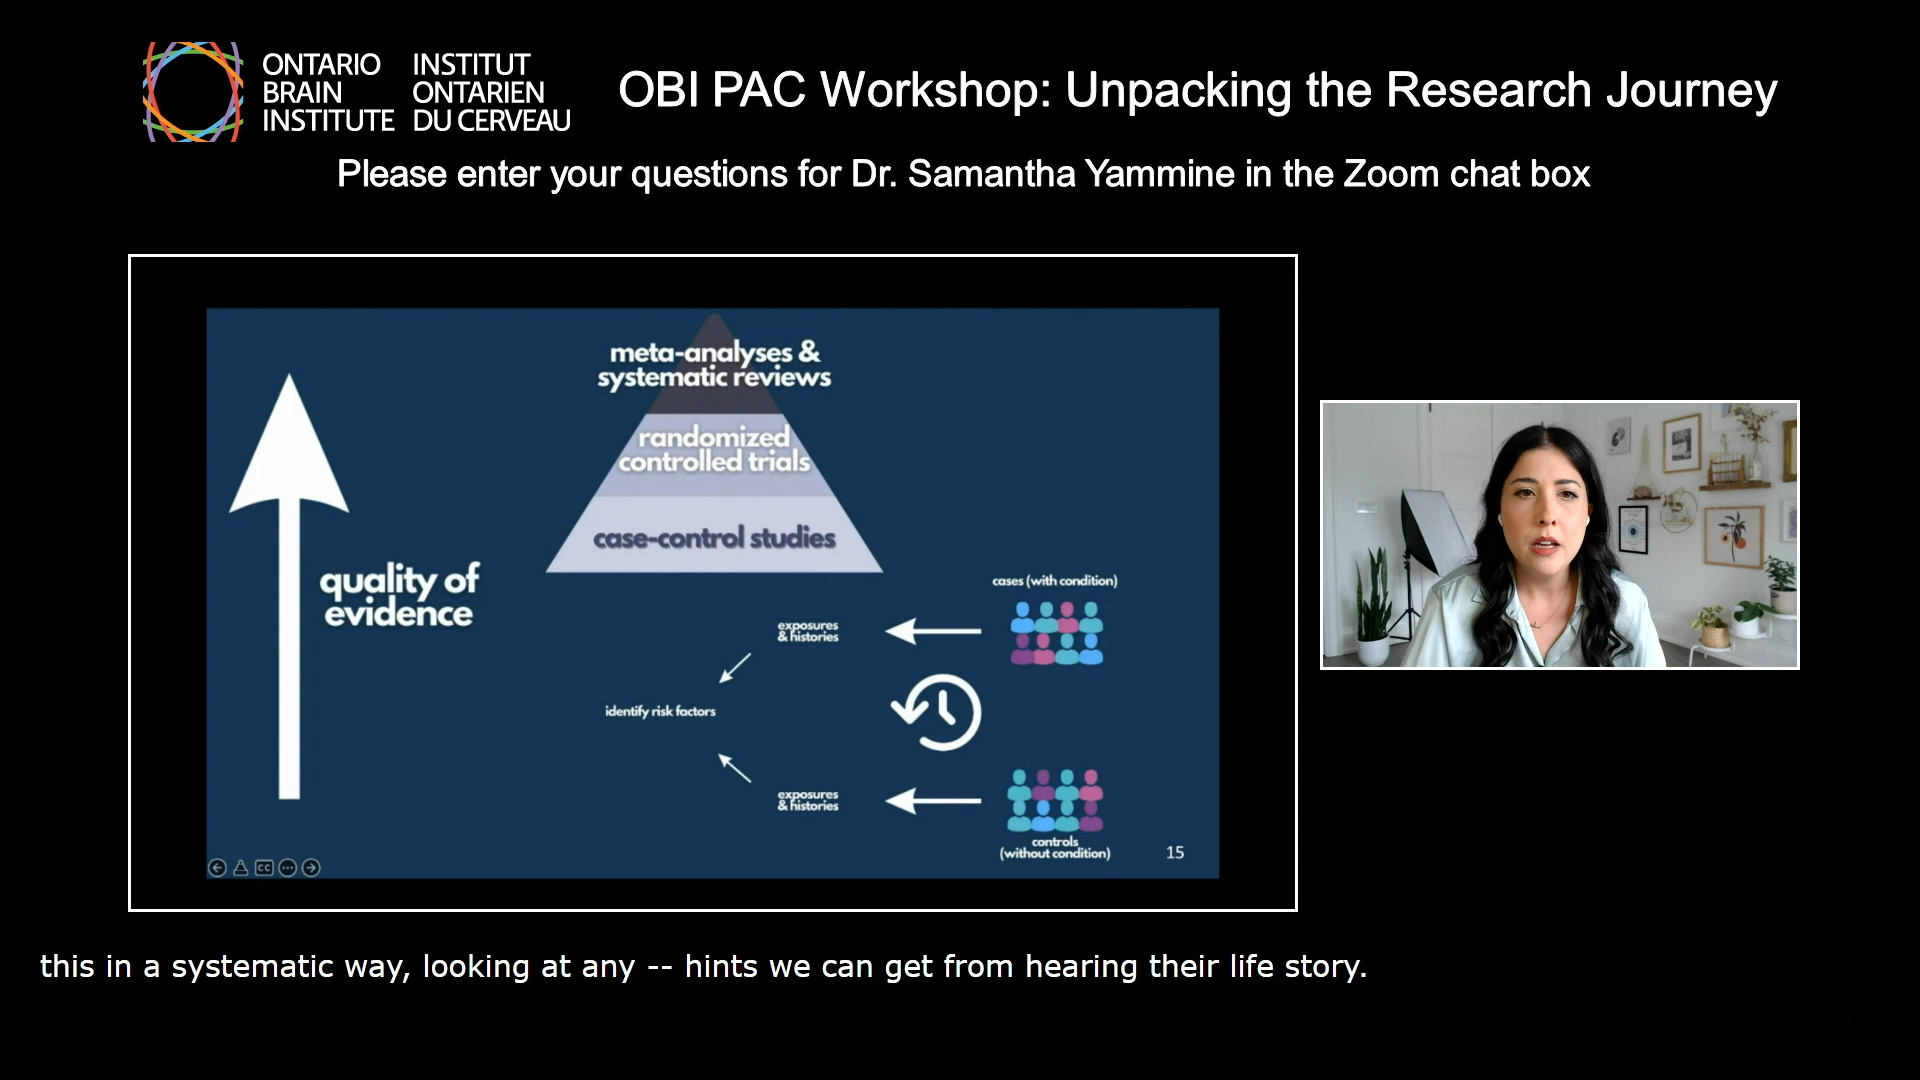 ONTARIO
BRAIN
INSTITUTE
INSTITUT
ONTARIEN
DU CERVEAU
OBI PAC Workshop: Unpacking the Research Journey
Please enter your questions for Dr. Samantha Yammine in the Zoom chat box
meta-analyses &
systematic reviews
randomized
controlled trials
case-control studies
quality of
evidence
cases (with condition)
exposures
& histories
identify risk factors
exposures
& histories
controls
(without condition)
15
CC
this in a systematic way, looking at any -- hints we can get from hearing their life story.